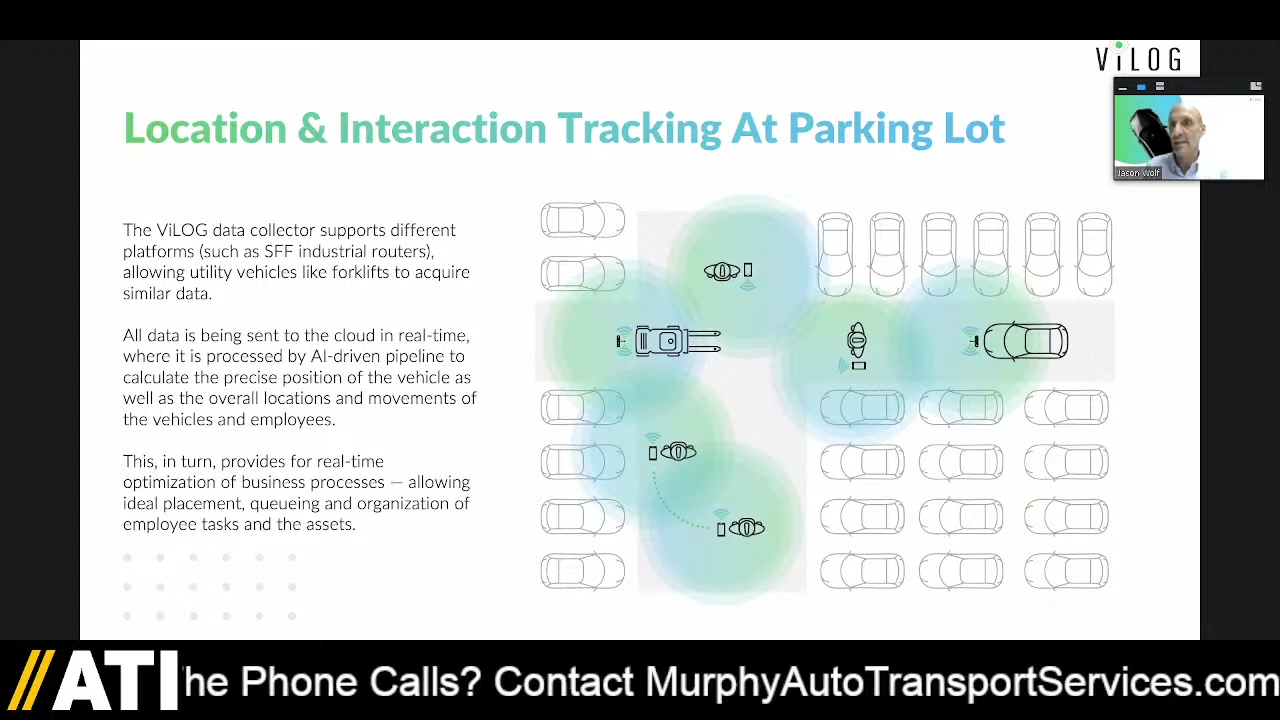 ViLOG
Location & Interaction Tracking At Parking Lot
Jason Wolf
The ViLOG data collector supports different
platforms (such as SFF industrial routers),
allowing utility vehicles like forklifts to acquire
similar data.
All data is being sent to the cloud in real-time,
where it is processed by AI-driven pipeline to
calculate the precise position of the vehicle as
well as the overall locations and movements of
the vehicles and employees.
This, in turn, provides for real-time
optimization of business processes — allowing
ideal placement, queueing and organization of
employee tasks and the assets.
//ATI
he Phone Calls? Contact MurphyAutoTransportServices.com